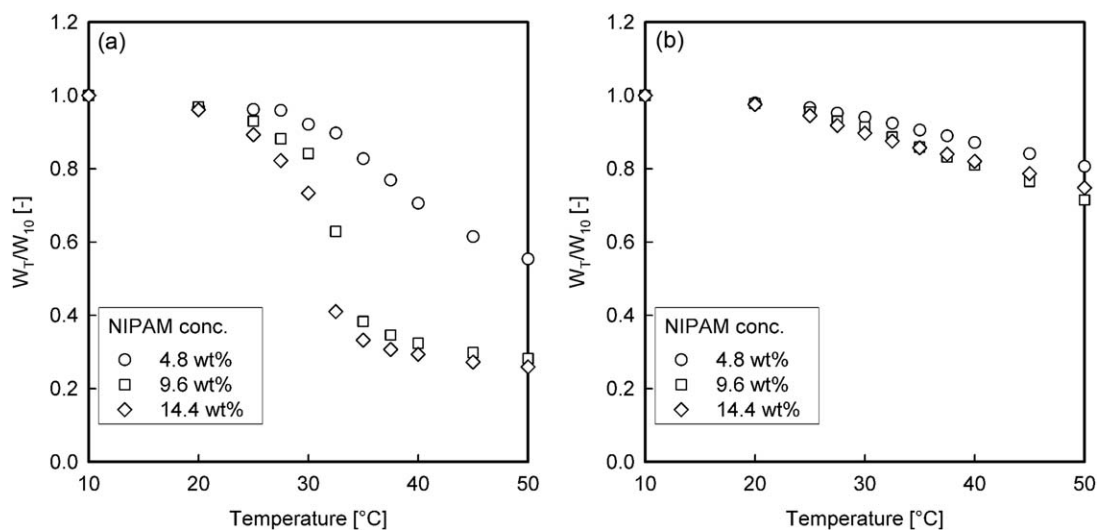 (a)
1.2
1.0
0.8
0.6
0.4
0.2
0.0
W_T/W_10 [-]
NIPAM conc.
4.8 wt%
9.6 wt%
14.4 wt%
10 20 30 40 50
Temperature [°C]
(b)
1.2
1.0
0.8
0.6
0.4
0.2
0.0
W_T/W_10 [-]
NIPAM conc.
4.8 wt%
9.6 wt%
14.4 wt%
10 20 30 40 50
Temperature [°C]